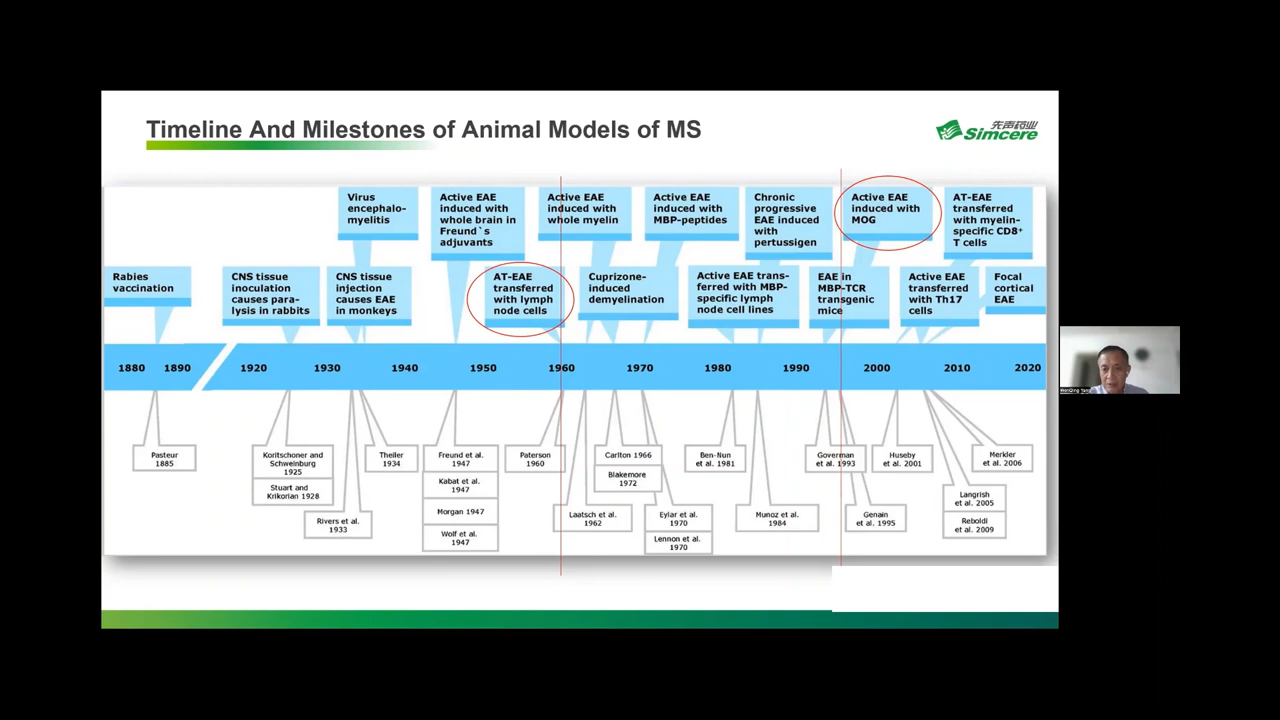 Timeline And Milestones of Animal Models of MS
先声药业
Simcere
Virus
encephalo-
myelitis
Active EAE
induced with
whole brain in
Freund`s
adjuvants
Active EAE
induced with
whole myelin
Active EAE
induced with
MBP-peptides
Chronic
progressive
EAE induced
with
pertussigen
Active EAE
induced with
MOG
AT-EAE
transferred
with myelin-
specific CD8+
T cells
Rabies
vaccination
CNS tissue
inoculation
causes para-
lysis in rabbits
CNS tissue
injection
causes EAE
in monkeys
AT-EAE
transferred
with lymph
node cells
Cuprizone-
induced
demyelination
Active EAE trans-
ferred with MBP-
specific lymph
node cell lines
EAE in
MBP-TCR
transgenic
mice
Active EAE
transferred
with Th17
cells
Focal
cortical
EAE
1880 1890 1920 1930 1940 1950 1960 1970 1980 1990 2000 2010 2020
Pasteur
1885
Koritschoner and
Schweinburg
1925
Stuart and
Krikorian 1928
Rivers et al.
1933
Theiler
1934
Freund et al.
1947
Kabat et al.
1947
Morgan 1947
Wolf et al.
1947
Paterson
1960
Laatsch et al.
1962
Carlton 1966
Blakemore
1972
Eylar et al.
1970
Lennon et al.
1970
Ben-Nun
et al. 1981
Munoz et al.
1984
Goverman
et al. 1993
Genain
et al. 1995
Huseby
et al. 2001
Langrish
et al. 2005
Reboldi
et al. 2009
Merkler
et al. 2006
WenQing Yang